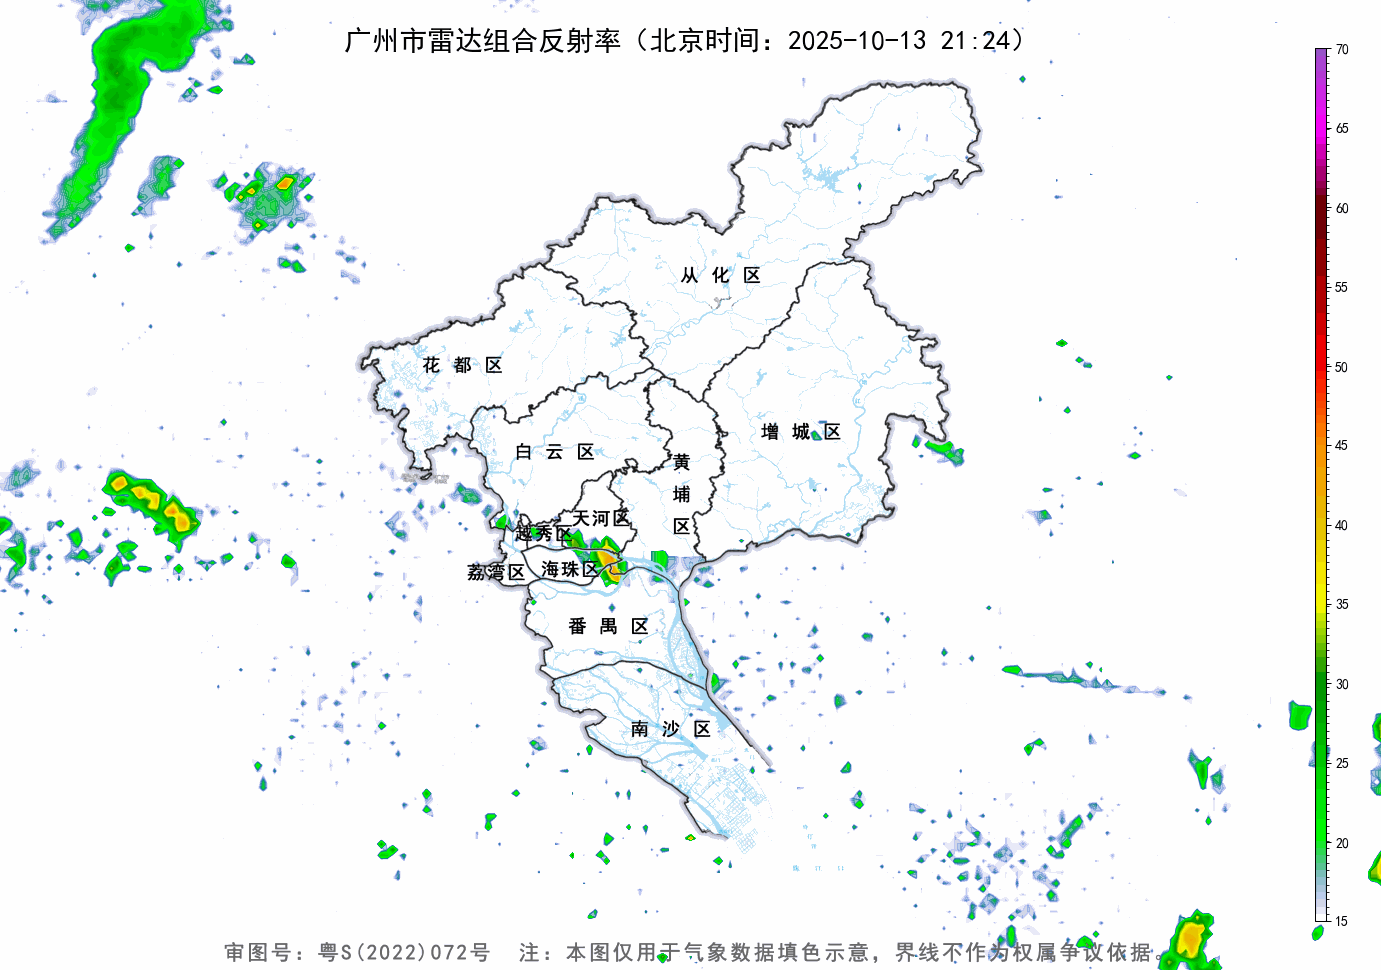 广州市雷达组合反射率（北京时间：2025-10-13 21:24）
70
65
60
55
50
45
40
35
30
25
20
15
从化区
花都区
增城区
白云区
黄埔区
天河区
越秀区
荔湾区
海珠区
番禺区
南沙区
审图号：粤S(2022)072号 注：本图仅用于气象数据填色示意，界线不作为权属争议依据。